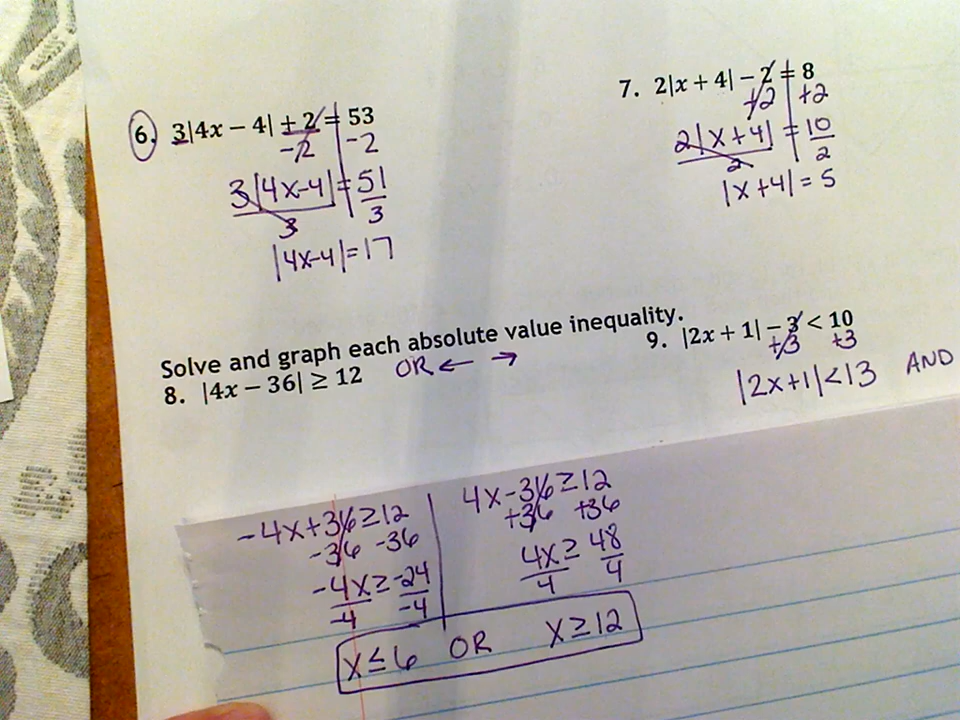 6. 3|4x − 4| + 2 = 53
−2 −2
3|4x−4| = 51
3 3
|4x−4| = 17
7. 2|x + 4| − 2 = 8
+2 +2
2|x+4| = 10
2 2
|x+4| = 5
Solve and graph each absolute value inequality.
8. |4x − 36| ≥ 12 OR ← →
−4x+36 ≥ 12
−36 −36
−4x ≥ −24
−4 −4
4x−36 ≥ 12
+36 +36
4x ≥ 48
4 4
x ≤ 6 OR x ≥ 12
9. |2x + 1| − 3 < 10
+3 +3
|2x+1| < 13 AND